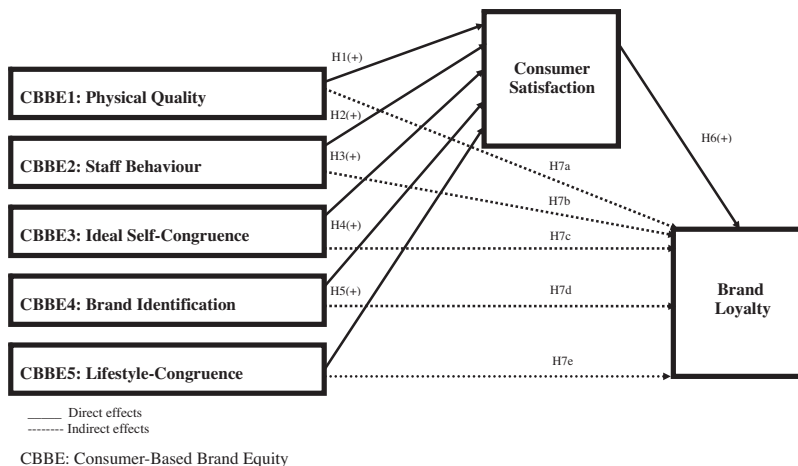 H1(+)
Consumer
Satisfaction
CBBE1: Physical Quality
H2(+)
H6(+)
CBBE2: Staff Behaviour
H3(+)
H7a
H7b
CBBE3: Ideal Self-Congruence
H4(+)
H7c
CBBE4: Brand Identification
H5(+)
H7d
Brand
Loyalty
CBBE5: Lifestyle-Congruence
H7e
_____ Direct effects
-------- Indirect effects
CBBE: Consumer-Based Brand Equity